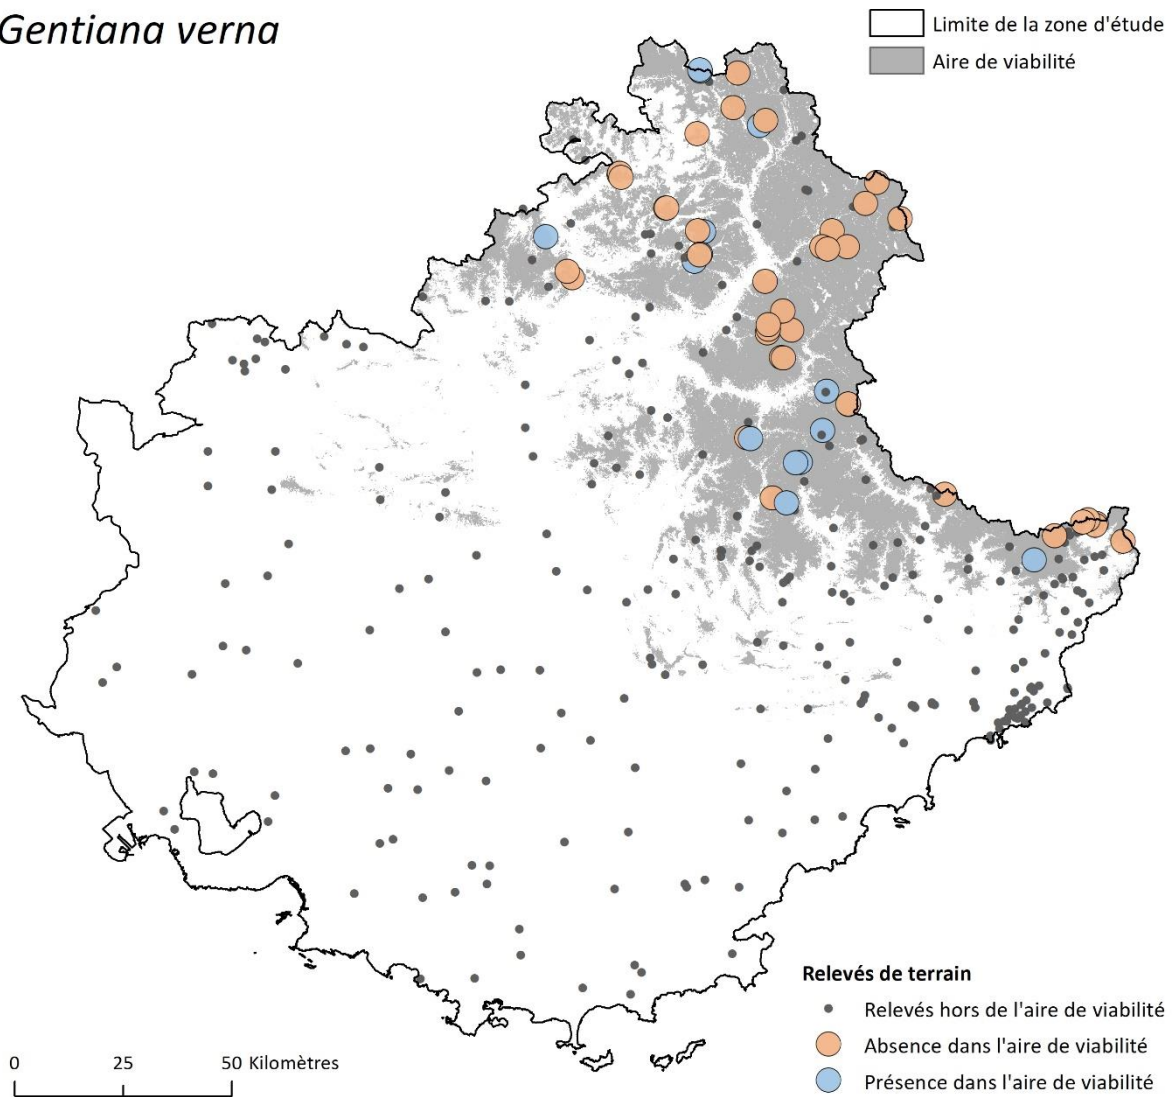 Gentiana verna
Limite de la zone d'étude
Aire de viabilité
Relevés de terrain
Relevés hors de l'aire de viabilité
Absence dans l'aire de viabilité
Présence dans l'aire de viabilité
0 25 50 Kilomètres